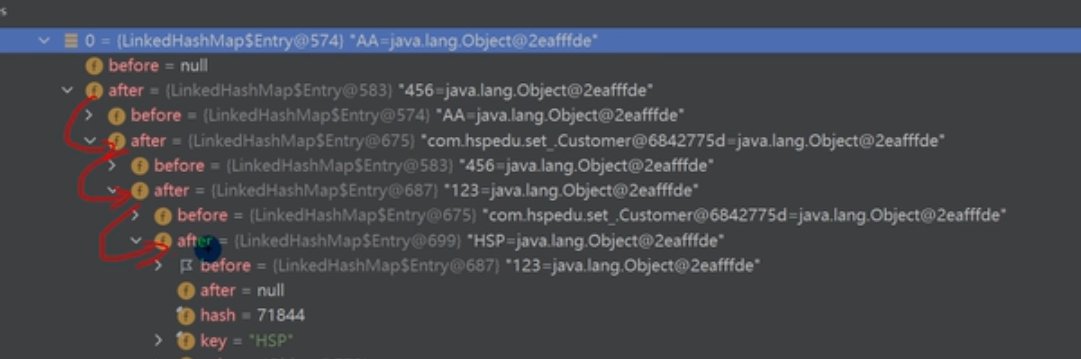 s
0 = {LinkedHashMap$Entry@574} "AA=java.lang.Object@2eafffde"
before = null
after = {LinkedHashMap$Entry@583} "456=java.lang.Object@2eafffde"
before = {LinkedHashMap$Entry@574} "AA=java.lang.Object@2eafffde"
after = {LinkedHashMap$Entry@675} "com.hspedu.set_.Customer@6842775d=java.lang.Object@2eafffde"
before = {LinkedHashMap$Entry@583} "456=java.lang.Object@2eafffde"
after = {LinkedHashMap$Entry@687} "123=java.lang.Object@2eafffde"
before = {LinkedHashMap$Entry@675} "com.hspedu.set_.Customer@6842775d=java.lang.Object@2eafffde"
after = {LinkedHashMap$Entry@699} "HSP=java.lang.Object@2eafffde"
before = {LinkedHashMap$Entry@687} "123=java.lang.Object@2eafffde"
after = null
hash = 71844
key = "HSP"